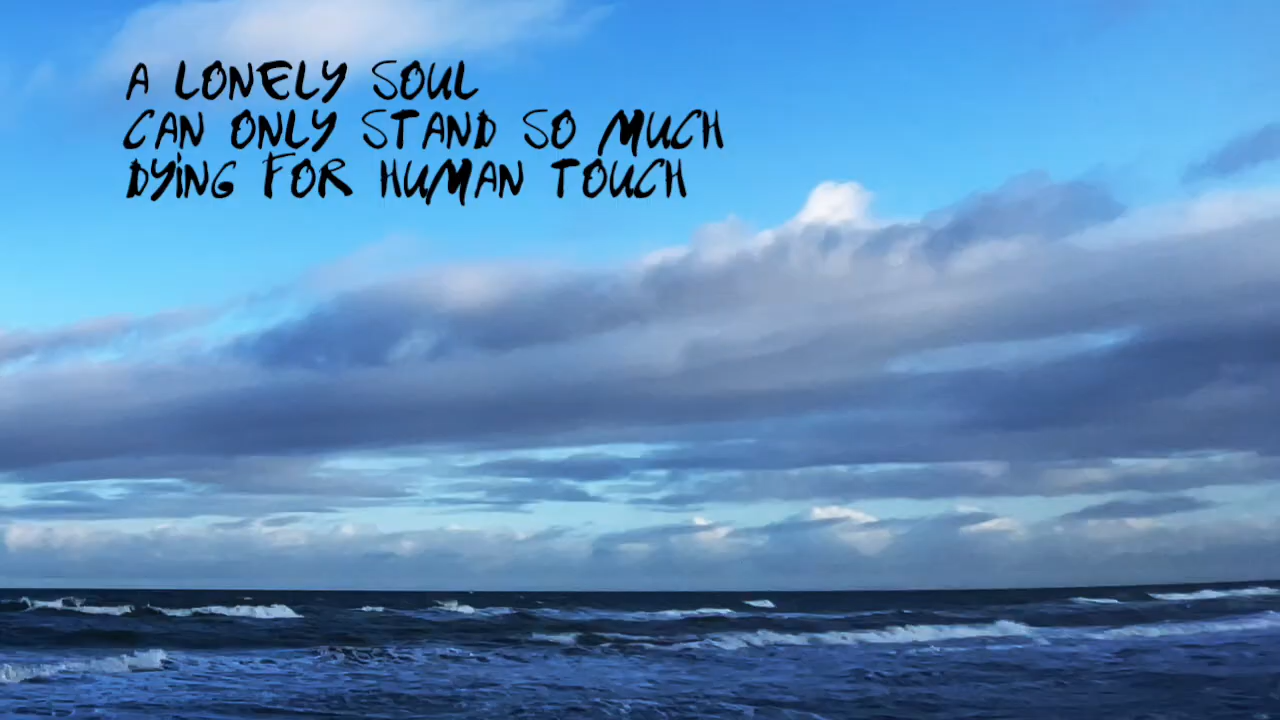 A LONELY SOUL
CAN ONLY STAND SO MUCH
DYING FOR HUMAN TOUCH